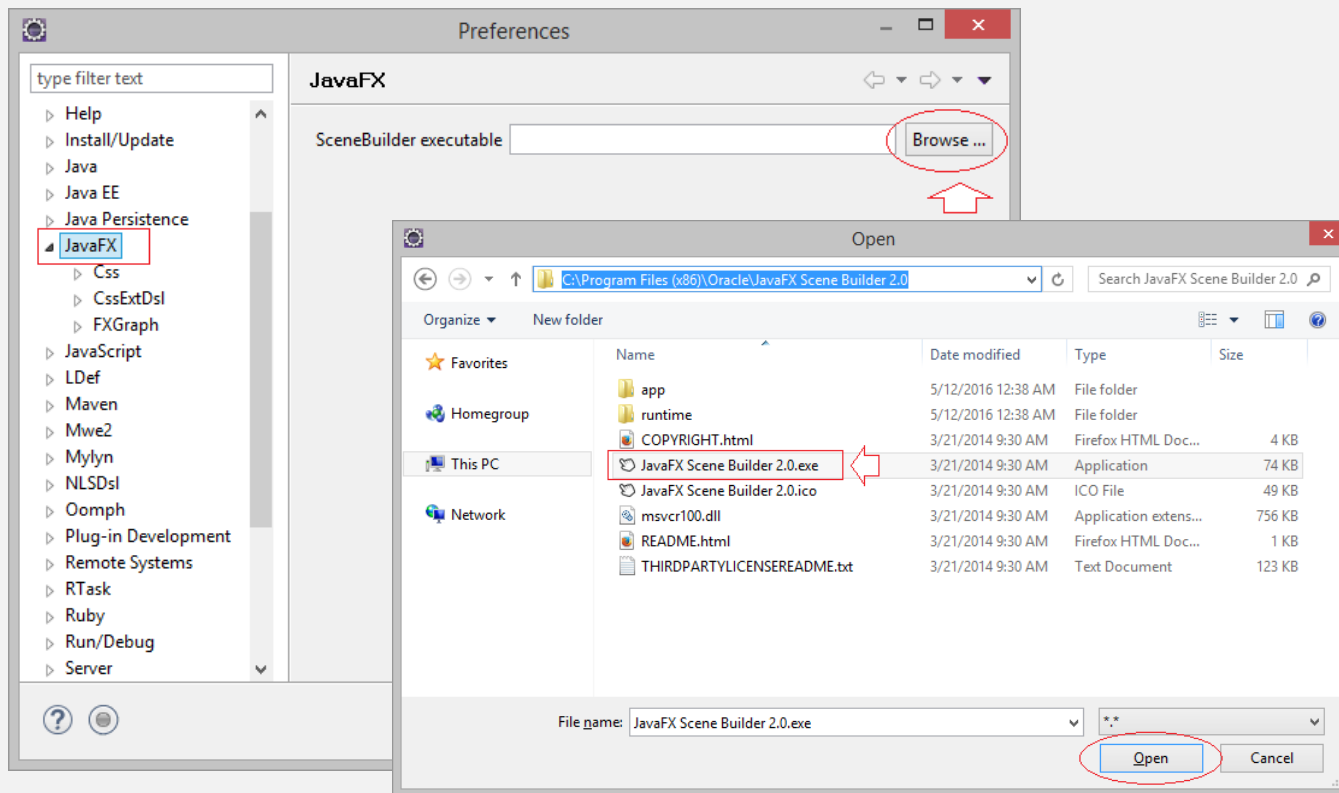 Preferences
type filter text
JavaFX
Help
Install/Update
Java
Java EE
Java Persistence
JavaFX
Css
CssExtDsl
FXGraph
JavaScript
LDef
Maven
Mwe2
Mylyn
NLSDsl
Oomph
Plug-in Development
Remote Systems
RTask
Ruby
Run/Debug
Server
SceneBuilder executable Browse ...
Open
C:\Program Files (x86)\Oracle\JavaFX Scene Builder 2.0 Search JavaFX Scene Builder 2.0
Organize New folder
Favorites
Homegroup
This PC
Network
Name Date modified Type Size
app 5/12/2016 12:38 AM File folder
runtime 5/12/2016 12:38 AM File folder
COPYRIGHT.html 3/21/2014 9:30 AM Firefox HTML Doc... 4 KB
JavaFX Scene Builder 2.0.exe 3/21/2014 9:30 AM Application 74 KB
JavaFX Scene Builder 2.0.ico 3/21/2014 9:30 AM ICO File 49 KB
msvcr100.dll 3/21/2014 9:30 AM Application extens... 756 KB
README.html 3/21/2014 9:30 AM Firefox HTML Doc... 1 KB
THIRDPARTYLICENSEREADME.txt 3/21/2014 9:30 AM Text Document 123 KB
File name: JavaFX Scene Builder 2.0.exe *.*
Open Cancel